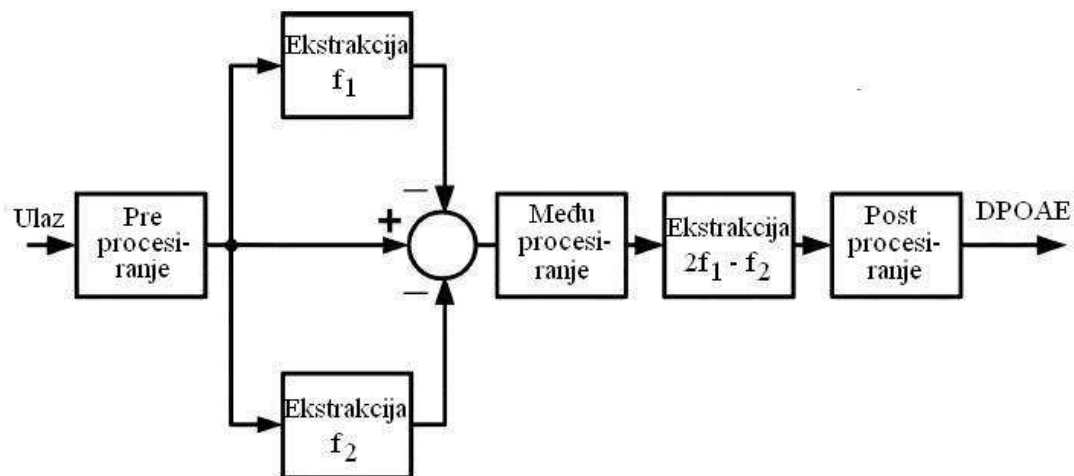 Ekstrakcija
f1
Ulaz
Pre
procesi-
ranje
−
+
−
Među
procesi-
ranje
Ekstrakcija
2f1 - f2
Post
procesi-
ranje
DPOAE
Ekstrakcija
f2